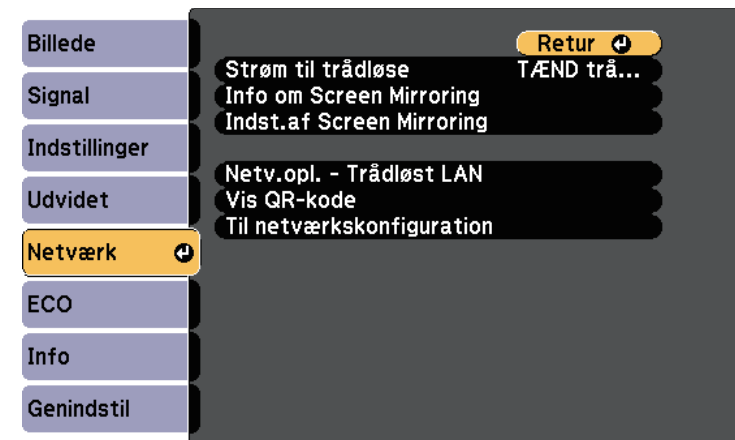 Billede
Signal
Indstillinger
Udvidet
Netværk
ECO
Info
Genindstil
Retur
Strøm til trådløse TÆND trå...
Info om Screen Mirroring
Indst.af Screen Mirroring
Netv.opl. - Trådløst LAN
Vis QR-kode
Til netværkskonfiguration